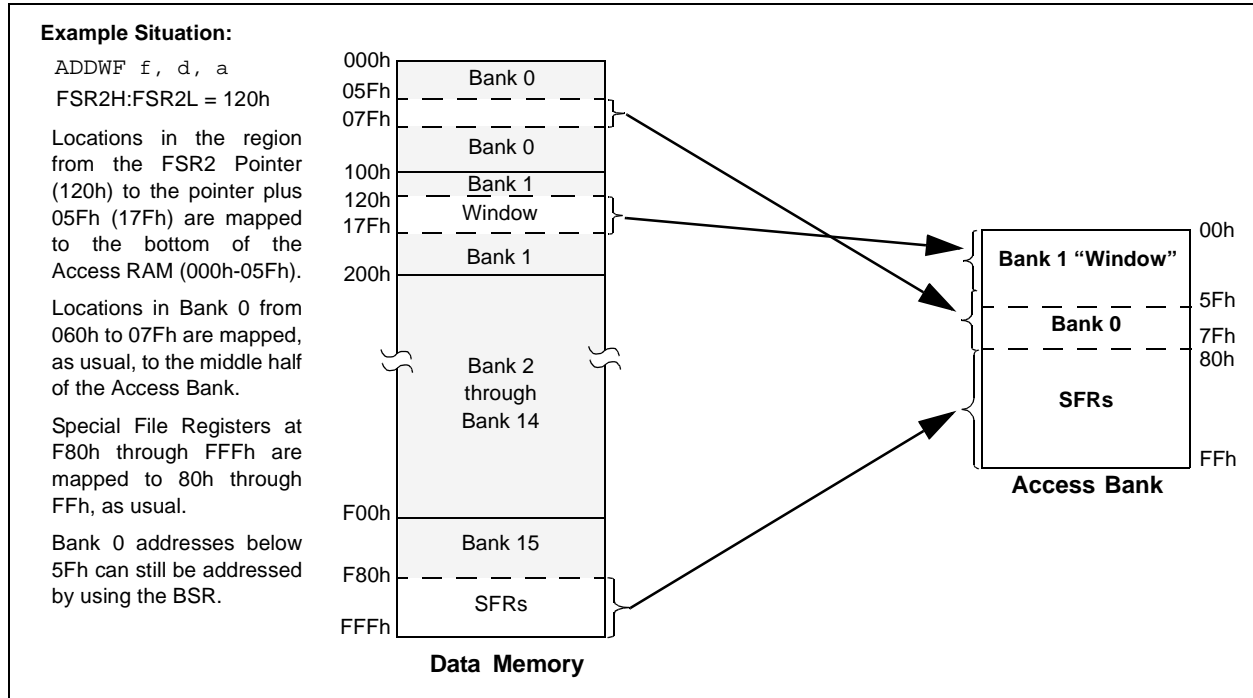 Example Situation:
ADDWF f, d, a
FSR2H:FSR2L = 120h
Locations in the region
from the FSR2 Pointer
(120h) to the pointer plus
05Fh (17Fh) are mapped
to the bottom of the
Access RAM (000h-05Fh).
Locations in Bank 0 from
060h to 07Fh are mapped,
as usual, to the middle half
of the Access Bank.
Special File Registers at
F80h through FFFh are
mapped to 80h through
FFh, as usual.
Bank 0 addresses below
5Fh can still be addressed
by using the BSR.
000h
Bank 0
05Fh
07Fh
Bank 0
100h
Bank 1
120h
Window
17Fh
Bank 1
200h
Bank 2
through
Bank 14
F00h
Bank 15
F80h
SFRs
FFFh
Data Memory
00h
Bank 1 “Window”
5Fh
Bank 0
7Fh
80h
SFRs
FFh
Access Bank